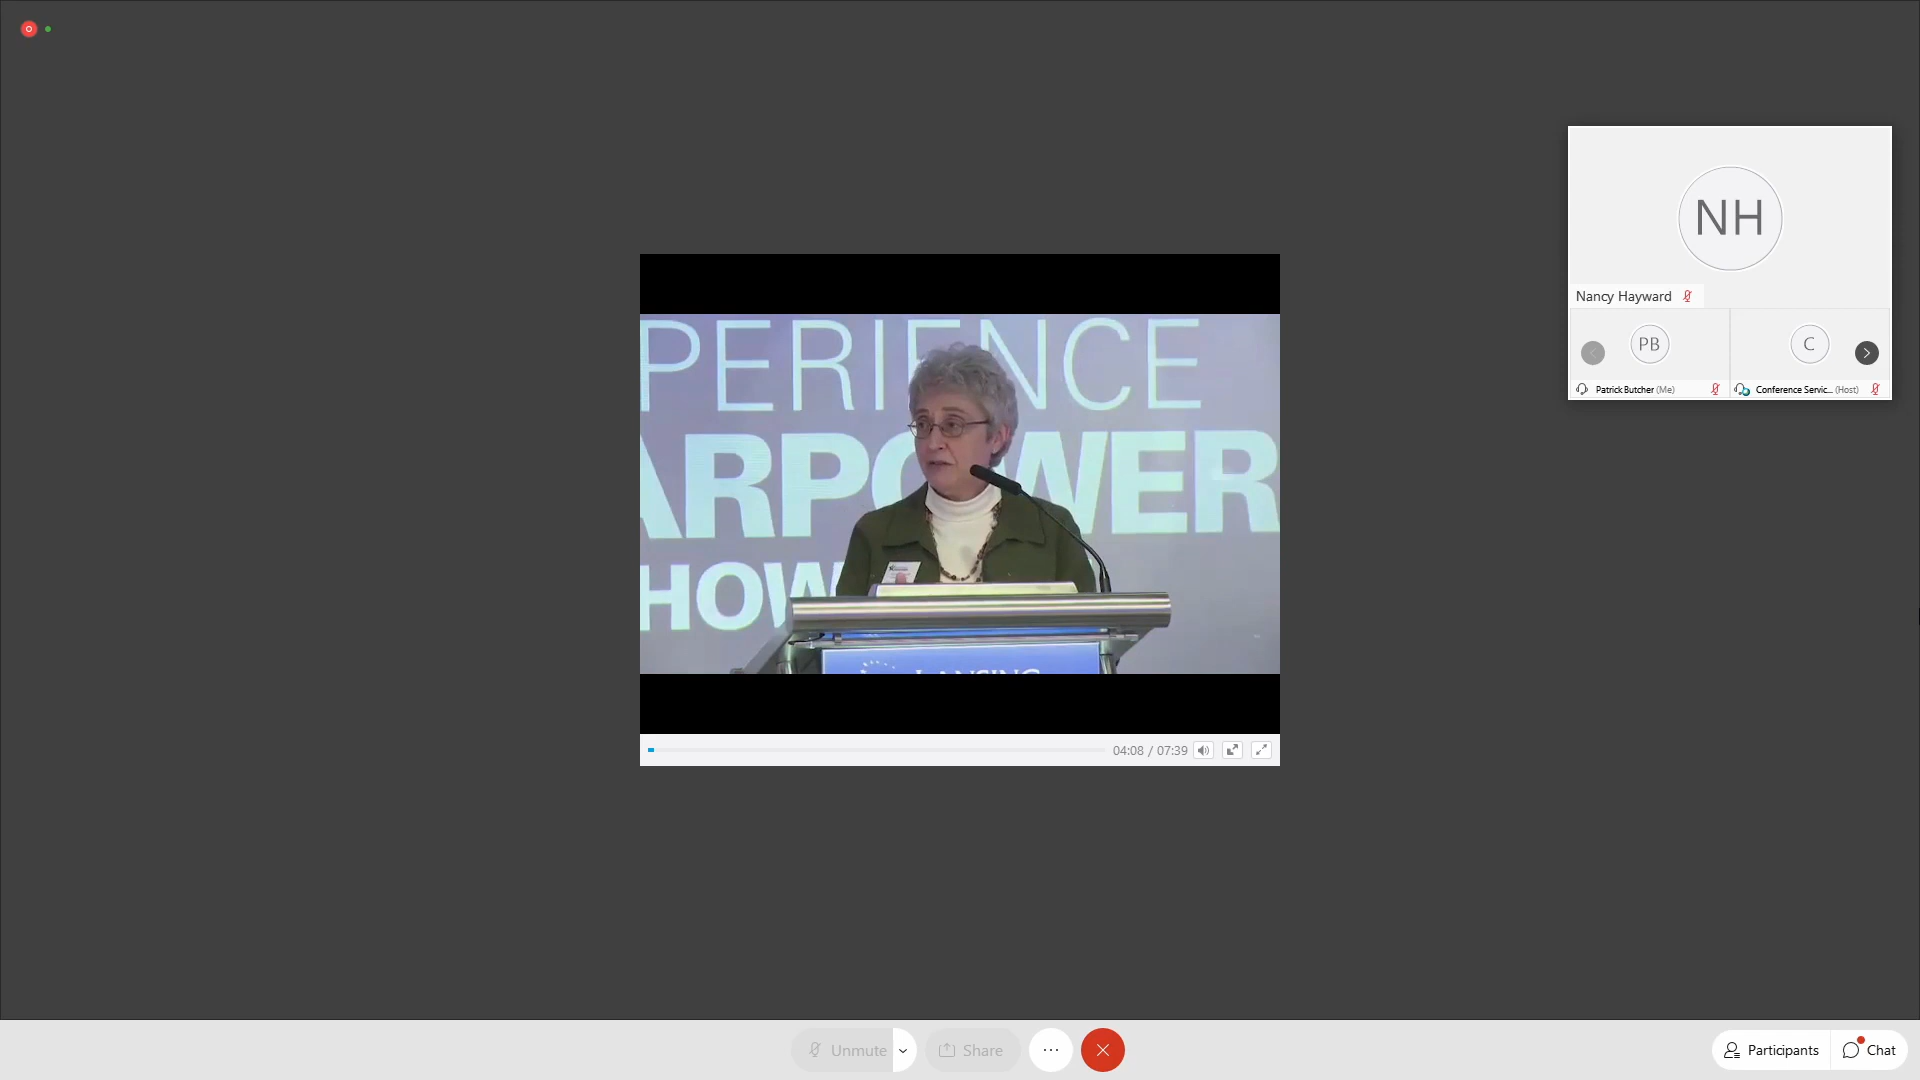 NH
Nancy Hayward
PB
C
Patrick Butcher (Me)
Conference Servic... (Host)
PERIENCE
ARPOWER
HOW
LANSING
04:08 / 07:39
Unmute
Share
Participants
Chat